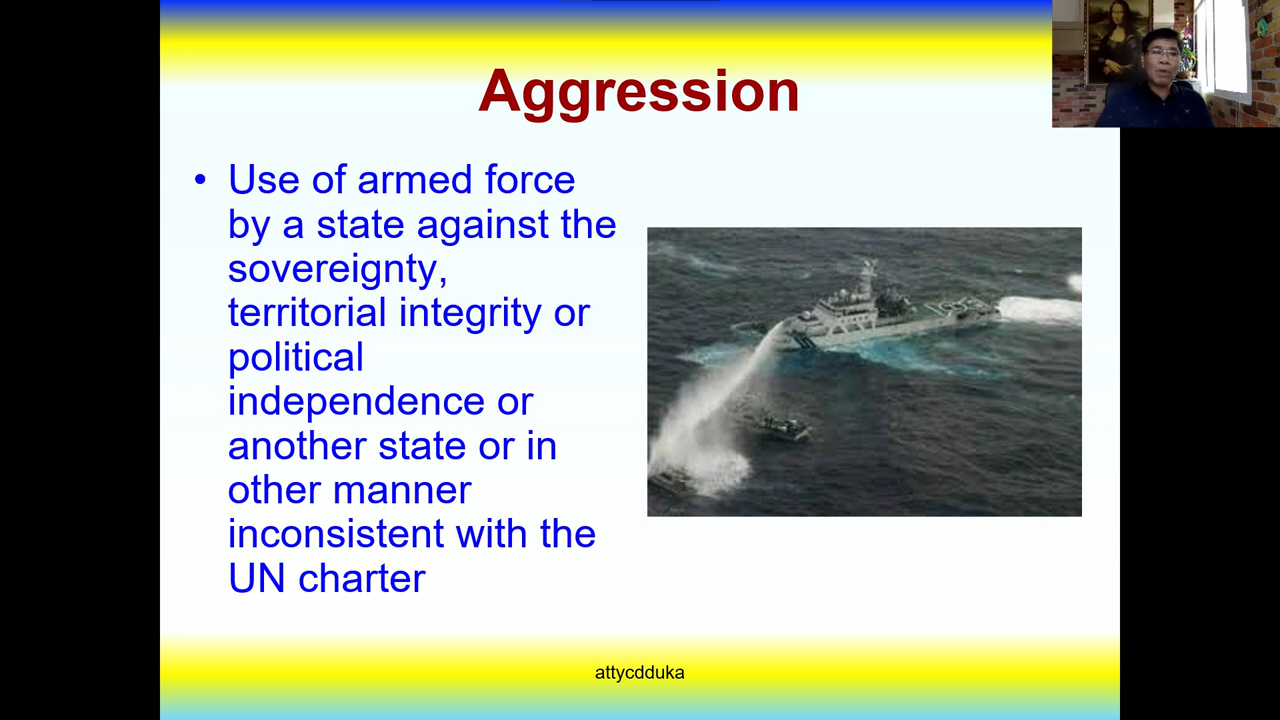 Aggression
• Use of armed force
by a state against the
sovereignty,
territorial integrity or
political
independence or
another state or in
other manner
inconsistent with the
UN charter
attycdduka